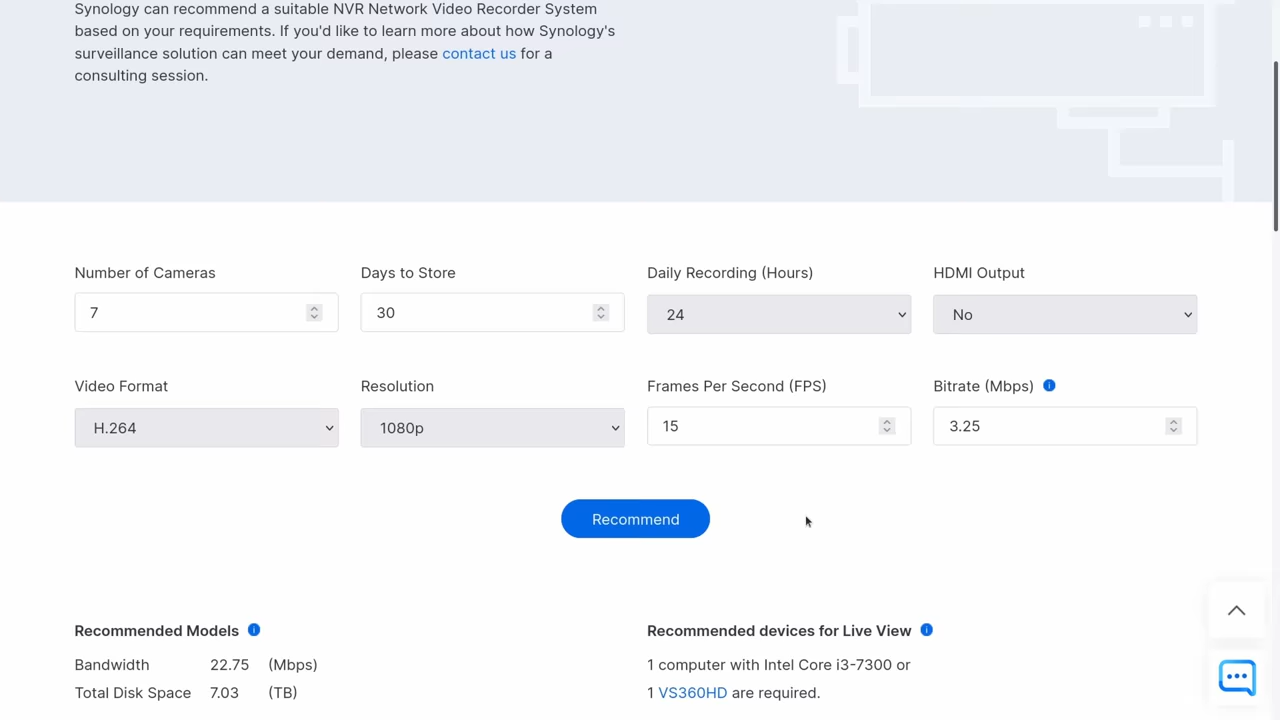 Synology can recommend a suitable NVR Network Video Recorder System
based on your requirements. If you'd like to learn more about how Synology's
surveillance solution can meet your demand, please contact us for a
consulting session.
Number of Cameras
Days to Store
Daily Recording (Hours)
HDMI Output
7
30
24
No
Video Format
Resolution
Frames Per Second (FPS)
Bitrate (Mbps)
H.264
1080p
15
3.25
Recommend
Recommended Models
Recommended devices for Live View
Bandwidth 22.75 (Mbps)
1 computer with Intel Core i3-7300 or
Total Disk Space 7.03 (TB)
1 VS360HD are required.